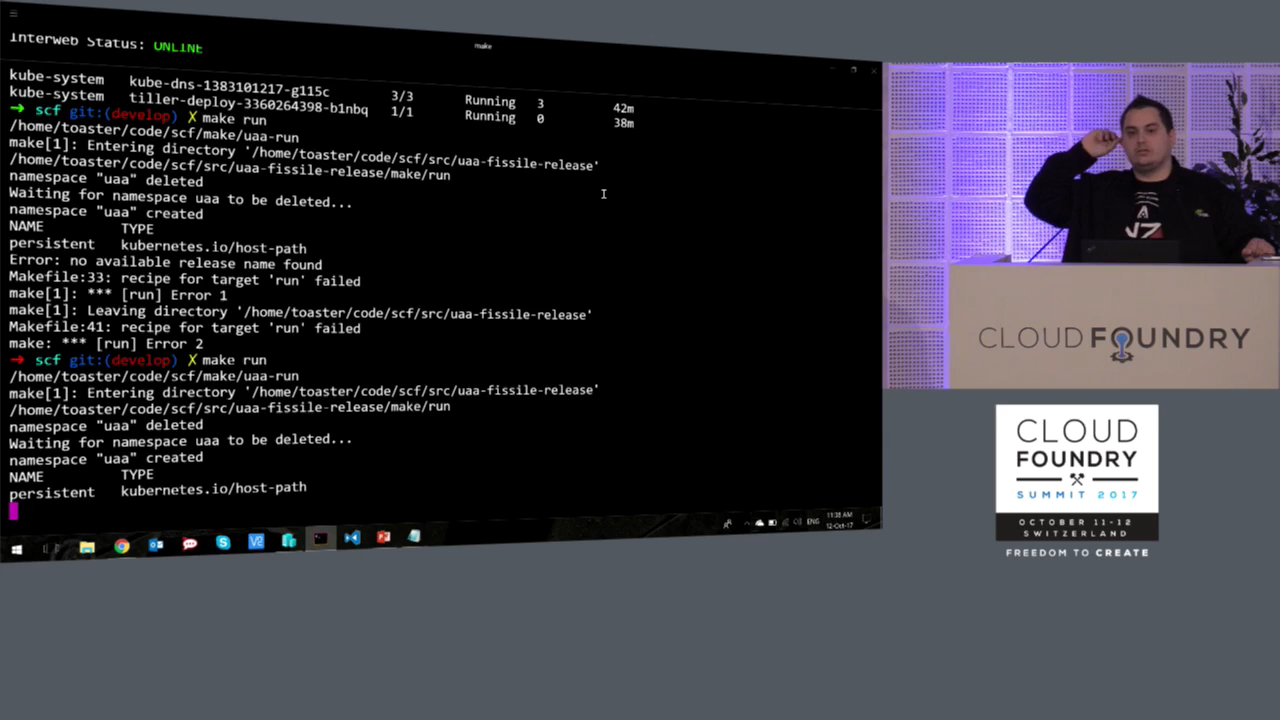 Interweb Status: ONLINE
make
kube-system kube-dns-1383101217-g115c 3/3 Running 3 42m
kube-system tiller-deploy-3360264398-b1nbq 1/1 Running 0 38m
➜ scf git:(develop) ✗ make run
/home/toaster/code/scf/make/uaa-run
make[1]: Entering directory '/home/toaster/code/scf/src/uaa-fissile-release'
/home/toaster/code/scf/src/uaa-fissile-release/make/run
namespace "uaa" deleted
Waiting for namespace uaa to be deleted...
namespace "uaa" created
NAME TYPE
persistent kubernetes.io/host-path
Error: no available release name found
Makefile:33: recipe for target 'run' failed
make[1]: *** [run] Error 1
make[1]: Leaving directory '/home/toaster/code/scf/src/uaa-fissile-release'
Makefile:41: recipe for target 'run' failed
make: *** [run] Error 2
➜ scf git:(develop) ✗ make run
/home/toaster/code/scf/make/uaa-run
make[1]: Entering directory '/home/toaster/code/scf/src/uaa-fissile-release'
/home/toaster/code/scf/src/uaa-fissile-release/make/run
namespace "uaa" deleted
Waiting for namespace uaa to be deleted...
namespace "uaa" created
NAME TYPE
persistent kubernetes.io/host-path
ENG
11:38 AM
12-Oct-17
CLOUD FOUNDRY
CLOUD
FOUNDRY
SUMMIT 2017
OCTOBER 11-12
SWITZERLAND
FREEDOM TO CREATE